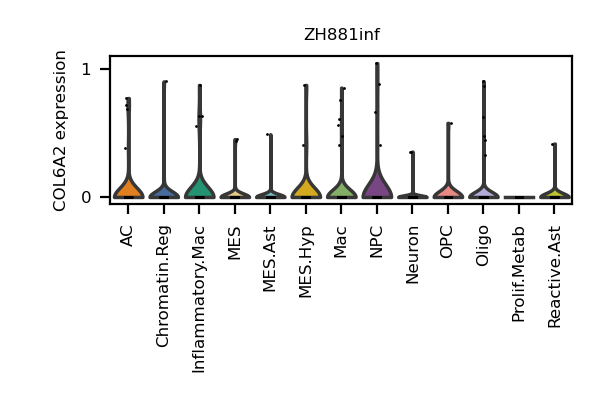 ZH881inf
COL6A2 expression
1
0
AC
Chromatin.Reg
Inflammatory.Mac
MES
MES.Ast
MES.Hyp
Mac
NPC
Neuron
OPC
Oligo
Prolif.Metab
Reactive.Ast